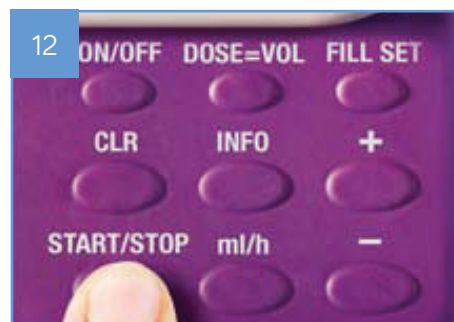 12
ON/OFF DOSE=VOL FILL SET
CLR INFO +
START/STOP ml/h −